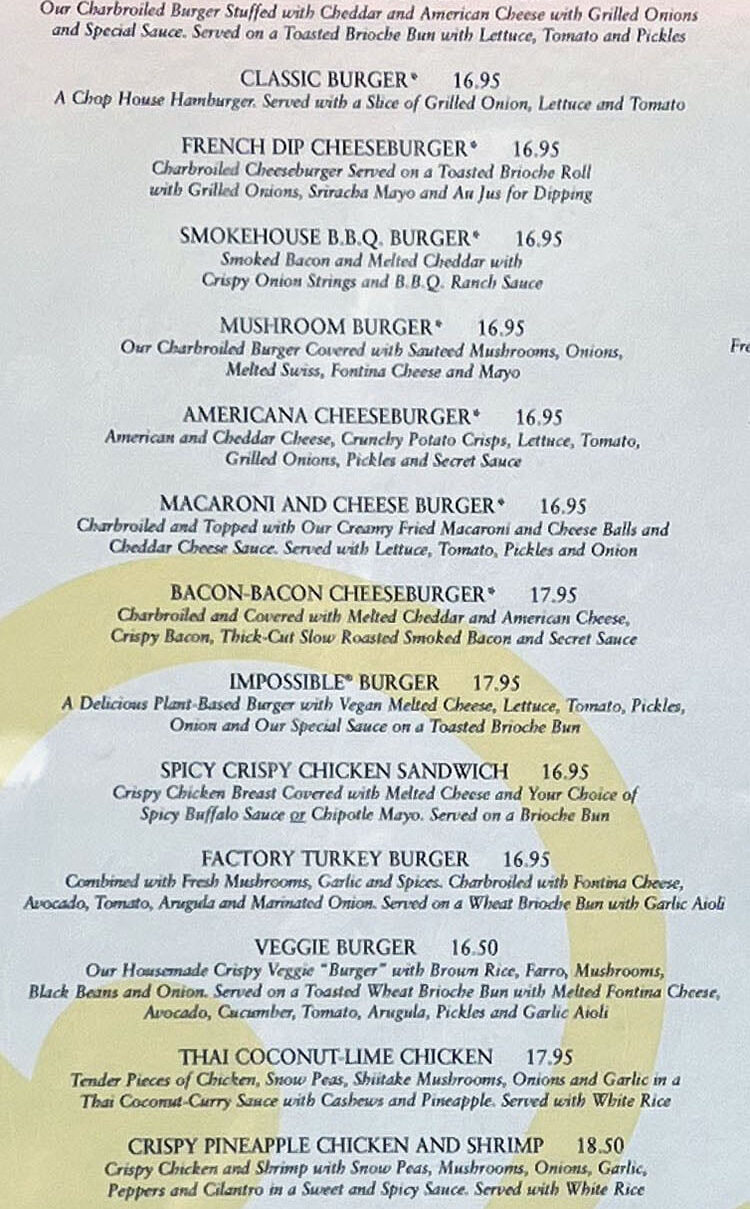 Our Charbroiled Burger Stuffed with Cheddar and American Cheese with Grilled Onions
and Special Sauce. Served on a Toasted Brioche Bun with Lettuce, Tomato and Pickles
CLASSIC BURGER* 16.95
A Chop House Hamburger. Served with a Slice of Grilled Onion, Lettuce and Tomato
FRENCH DIP CHEESEBURGER* 16.95
Charbroiled Cheeseburger Served on a Toasted Brioche Roll
with Grilled Onions, Sriracha Mayo and Au Jus for Dipping
SMOKEHOUSE B.B.Q. BURGER* 16.95
Smoked Bacon and Melted Cheddar with
Crispy Onion Strings and B.B.Q. Ranch Sauce
MUSHROOM BURGER* 16.95
Our Charbroiled Burger Covered with Sauteed Mushrooms, Onions,
Melted Swiss, Fontina Cheese and Mayo
Fre
AMERICANA CHEESEBURGER* 16.95
American and Cheddar Cheese, Crunchy Potato Crisps, Lettuce, Tomato,
Grilled Onions, Pickles and Secret Sauce
MACARONI AND CHEESE BURGER* 16.95
Charbroiled and Topped with Our Creamy Fried Macaroni and Cheese Balls and
Cheddar Cheese Sauce. Served with Lettuce, Tomato, Pickles and Onion
BACON-BACON CHEESEBURGER* 17.95
Charbroiled and Covered with Melted Cheddar and American Cheese,
Crispy Bacon, Thick-Cut Slow Roasted Smoked Bacon and Secret Sauce
IMPOSSIBLE® BURGER 17.95
A Delicious Plant-Based Burger with Vegan Melted Cheese, Lettuce, Tomato, Pickles,
Onion and Our Special Sauce on a Toasted Brioche Bun
SPICY CRISPY CHICKEN SANDWICH 16.95
Crispy Chicken Breast Covered with Melted Cheese and Your Choice of
Spicy Buffalo Sauce or Chipotle Mayo. Served on a Brioche Bun
FACTORY TURKEY BURGER 16.95
Combined with Fresh Mushrooms, Garlic and Spices. Charbroiled with Fontina Cheese,
Avocado, Tomato, Arugula and Marinated Onion. Served on a Wheat Brioche Bun with Garlic Aioli
VEGGIE BURGER 16.50
Our Housemade Crispy Veggie "Burger" with Brown Rice, Farro, Mushrooms,
Black Beans and Onion. Served on a Toasted Wheat Brioche Bun with Melted Fontina Cheese,
Avocado, Cucumber, Tomato, Arugula, Pickles and Garlic Aioli
THAI COCONUT-LIME CHICKEN 17.95
Tender Pieces of Chicken, Snow Peas, Shiitake Mushrooms, Onions and Garlic in a
Thai Coconut-Curry Sauce with Cashews and Pineapple. Served with White Rice
CRISPY PINEAPPLE CHICKEN AND SHRIMP 18.50
Crispy Chicken and Shrimp with Snow Peas, Mushrooms, Onions, Garlic,
Peppers and Cilantro in a Sweet and Spicy Sauce. Served with White Rice